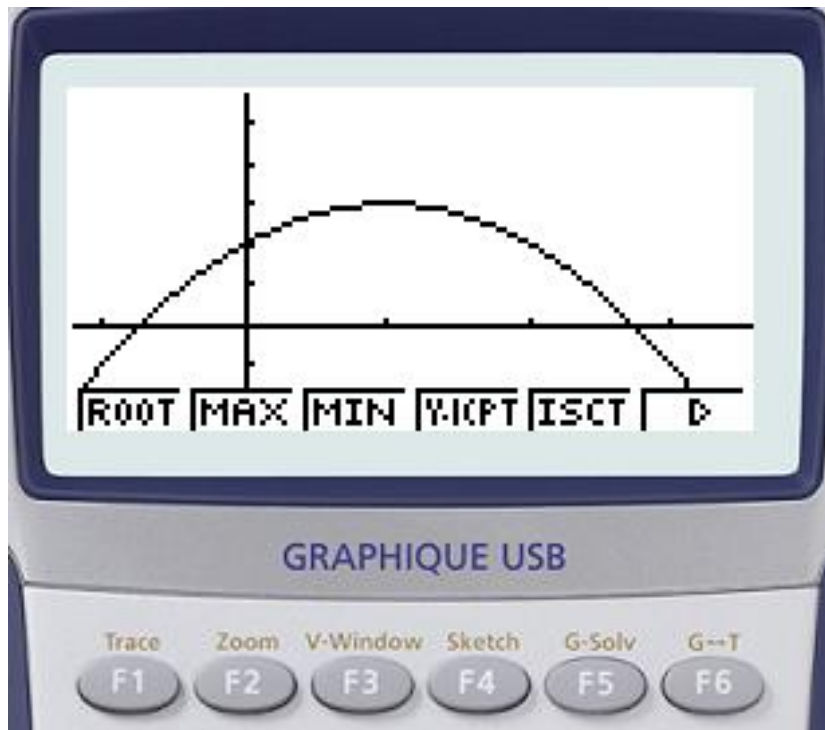 ROOT MAX MIN Y-ICPT ISCT
GRAPHIQUE USB
Trace Zoom V-Window Sketch G-Solv G↔T
F1 F2 F3 F4 F5 F6